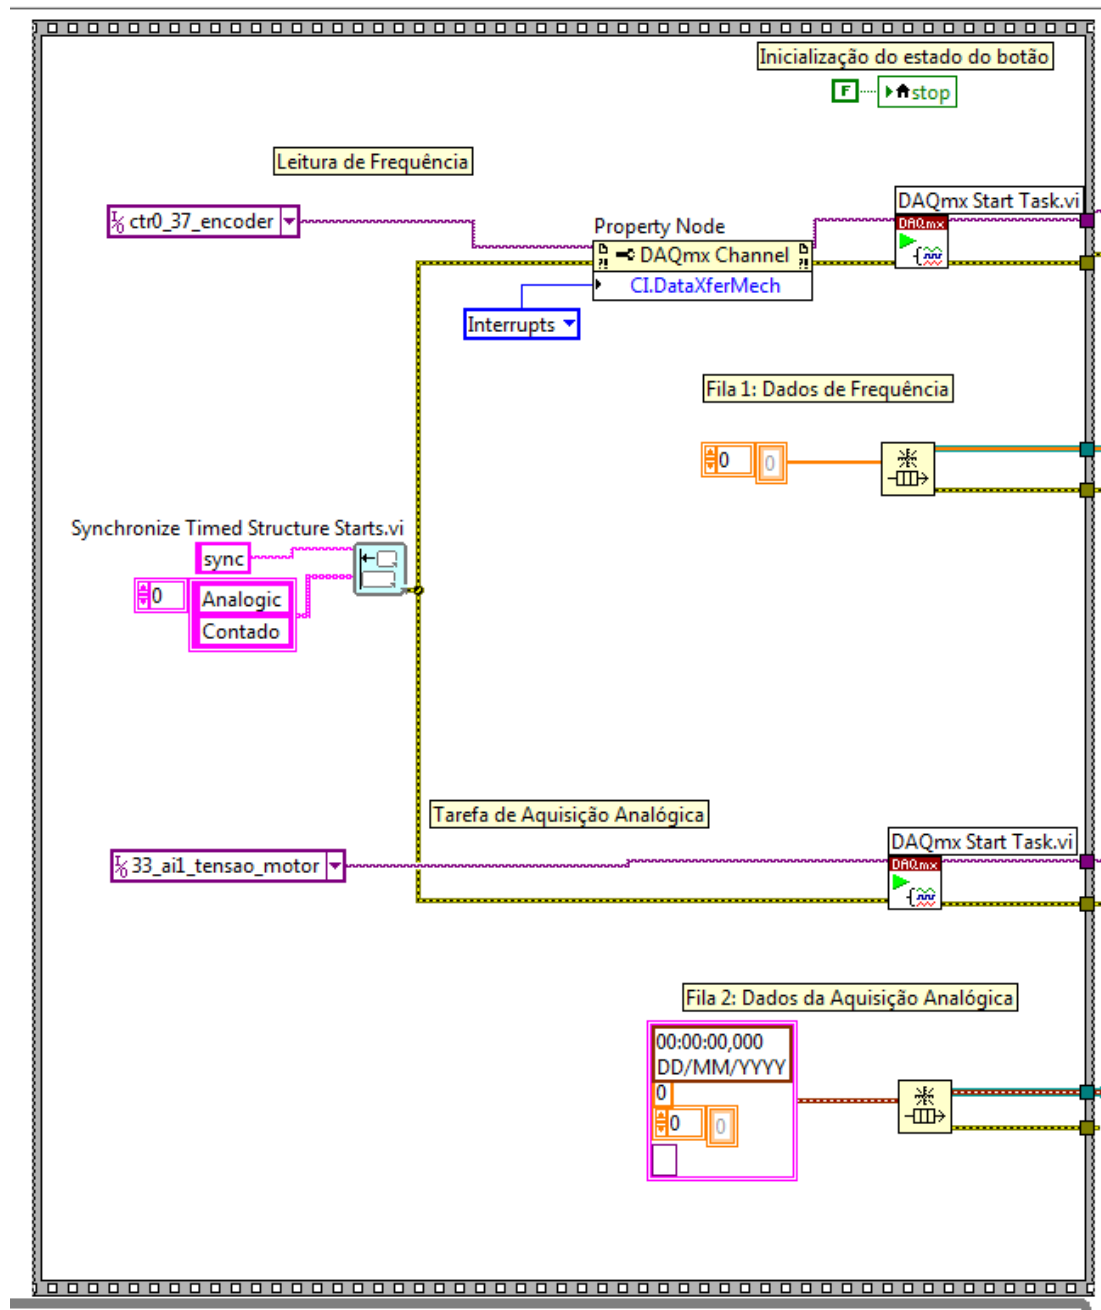 Inicialização do estado do botão
F
stop
Leitura de Frequência
ctr0_37_encoder
Property Node
DAQmx Channel
CI.DataXferMech
Interrupts
DAQmx Start Task.vi
DAQmx
Fila 1: Dados de Frequência
0
0
Synchronize Timed Structure Starts.vi
sync
0
Analogic
Contado
Tarefa de Aquisição Analógica
33_ai1_tensao_motor
DAQmx Start Task.vi
DAQmx
Fila 2: Dados da Aquisição Analógica
00:00:00,000
DD/MM/YYYY
0
0
0